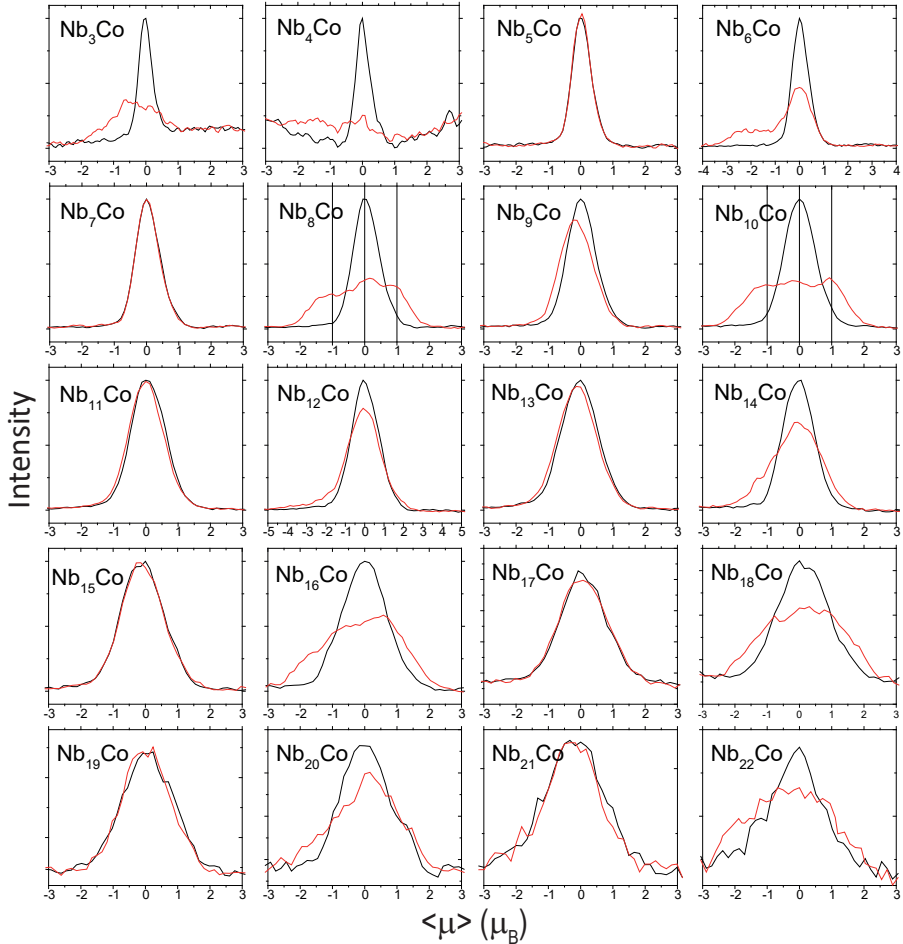 Nb₃Co Nb₄Co Nb₅Co Nb₆Co
-3 -2 -1 0 1 2 3 -3 -2 -1 0 1 2 3 -3 -2 -1 0 1 2 3 -4 -3 -2 -1 0 1 2 3 4
Nb₇Co Nb₈Co Nb₉Co Nb₁₀Co
-3 -2 -1 0 1 2 3 -3 -2 -1 0 1 2 3 -3 -2 -1 0 1 2 3 -3 -2 -1 0 1 2 3
Intensity
Nb₁₁Co Nb₁₂Co Nb₁₃Co Nb₁₄Co
-3 -2 -1 0 1 2 3 -5 -4 -3 -2 -1 0 1 2 3 4 5 -3 -2 -1 0 1 2 3 -3 -2 -1 0 1 2 3
Nb₁₅Co Nb₁₆Co Nb₁₇Co Nb₁₈Co
-3 -2 -1 0 1 2 3 -3 -2 -1 0 1 2 3 -3 -2 -1 0 1 2 3 -3 -2 -1 0 1 2 3
Nb₁₉Co Nb₂₀Co Nb₂₁Co Nb₂₂Co
-3 -2 -1 0 1 2 3 -3 -2 -1 0 1 2 3 -3 -2 -1 0 1 2 3 -3 -2 -1 0 1 2 3
<μ> (μ_B)